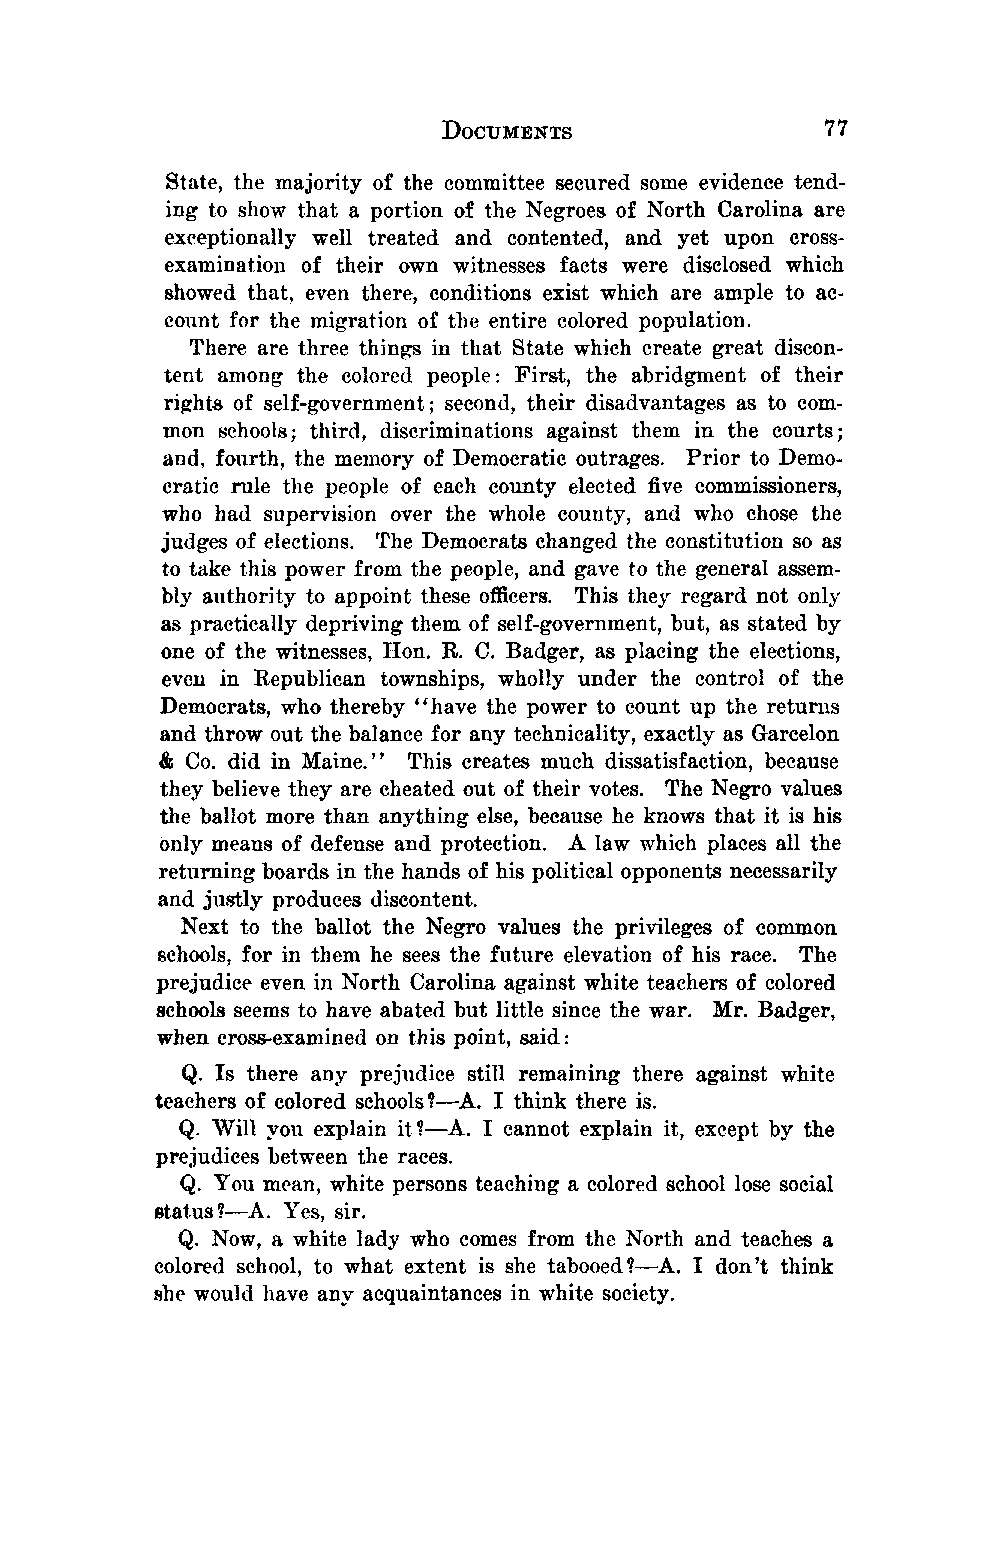 DOCUMENTS 77
State, the majority of the committee secured some evidence tend-
ing to show that a portion of the Negroes of North Carolina are
exceptionally well treated and contented, and yet upon cross-
examination of their own witnesses facts were disclosed which
showed that, even there, conditions exist which are ample to ac-
count for the migration of the entire colored population.
There are three things in that State which create great discon-
tent among the colored people: First, the abridgment of their
rights of self-government; second, their disadvantages as to com-
mon schools; third, discriminations against them in the courts;
and, fourth, the memory of Democratic outrages. Prior to Demo-
cratic rule the people of each county elected five commissioners,
who had supervision over the whole county, and who chose the
judges of elections. The Democrats changed the constitution so as
to take this power from the people, and gave to the general assem-
bly authority to appoint these officers. This they regard not only
as practically depriving them of self-government, but, as stated by
one of the witnesses, Hon. R. C. Badger, as placing the elections,
even in Republican townships, wholly under the control of the
Democrats, who thereby "have the power to count up the returns
and throw out the balance for any technicality, exactly as Garcelon
& Co. did in Maine." This creates much dissatisfaction, because
they believe they are cheated out of their votes. The Negro values
the ballot more than anything else, because he knows that it is his
only means of defense and protection. A law which places all the
returning boards in the hands of his political opponents necessarily
and justly produces discontent.
Next to the ballot the Negro values the privileges of common
schools, for in them he sees the future elevation of his race. The
prejudice even in North Carolina against white teachers of colored
schools seems to have abated but little since the war. Mr. Badger,
when cross-examined on this point, said:
Q. Is there any prejudice still remaining there against white
teachers of colored schools?—A. I think there is.
Q. Will you explain it?—A. I cannot explain it, except by the
prejudices between the races.
Q. You mean, white persons teaching a colored school lose social
status?—A. Yes, sir.
Q. Now, a white lady who comes from the North and teaches a
colored school, to what extent is she tabooed?—A. I don't think
she would have any acquaintances in white society.